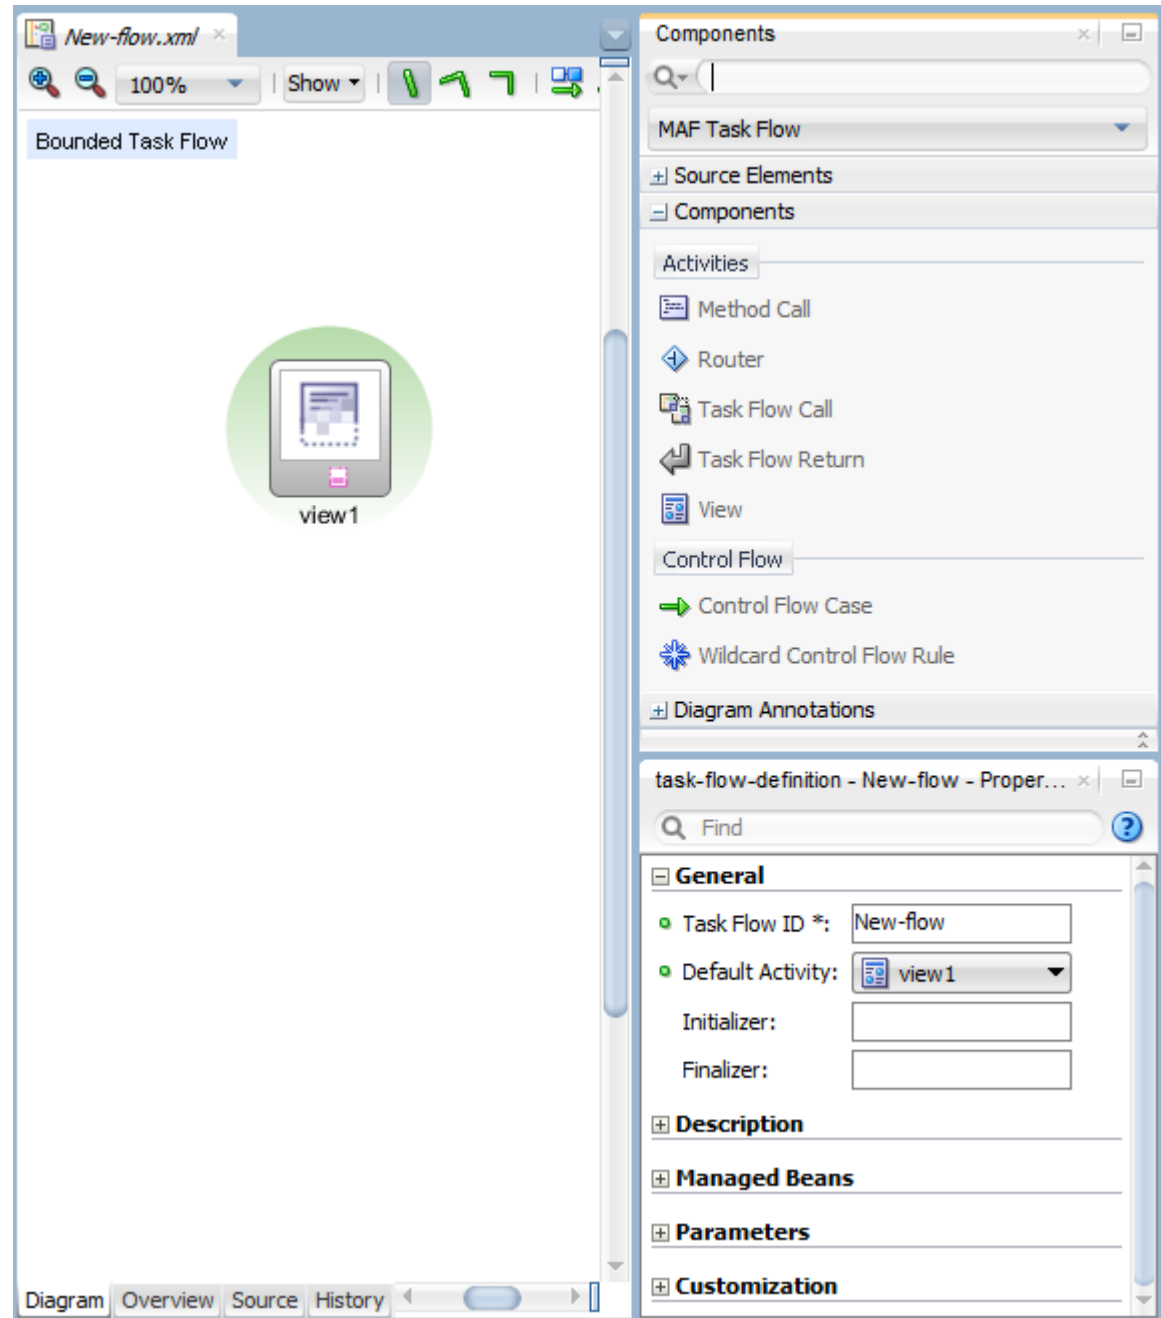 New-flow.xml
100%
Show
Bounded Task Flow
view1
Diagram Overview Source History
Components
MAF Task Flow
Source Elements
Components
Activities
Method Call
Router
Task Flow Call
Task Flow Return
View
Control Flow
Control Flow Case
Wildcard Control Flow Rule
Diagram Annotations
task-flow-definition - New-flow - Proper...
Find
General
Task Flow ID *: New-flow
Default Activity: view1
Initializer:
Finalizer:
Description
Managed Beans
Parameters
Customization